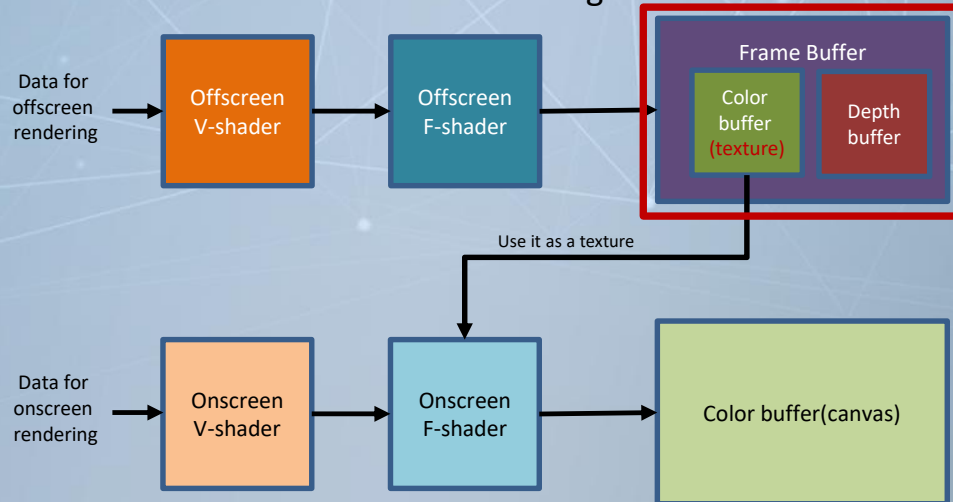 Data for
offscreen
rendering
Offscreen
V-shader
Offscreen
F-shader
Frame Buffer
Color
buffer
(texture)
Depth
buffer
Use it as a texture
Data for
onscreen
rendering
Onscreen
V-shader
Onscreen
F-shader
Color buffer(canvas)